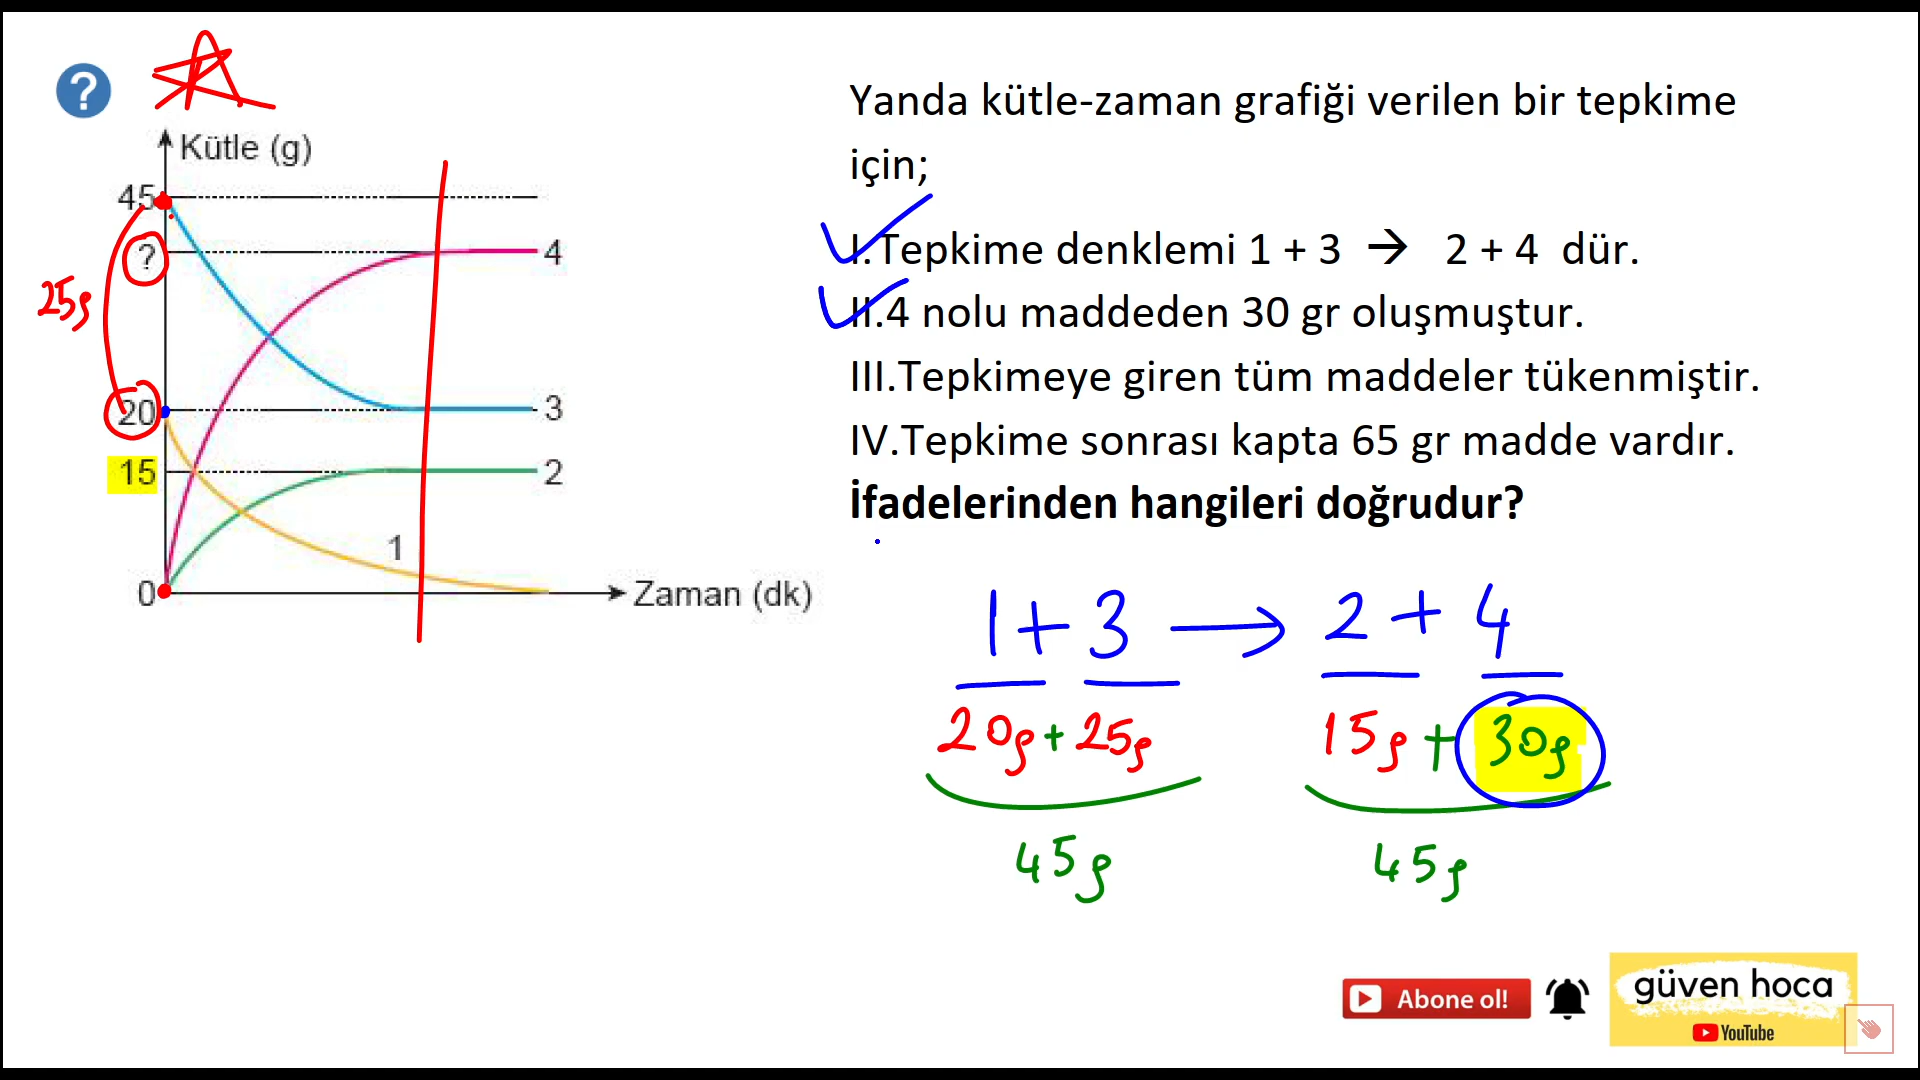 ?
Kütle (g)
45
?
25g
20
15
0
4
3
2
1
Zaman (dk)
Yanda kütle-zaman grafiği verilen bir tepkime
için;
I.Tepkime denklemi 1 + 3 → 2 + 4 dür.
II.4 nolu maddeden 30 gr oluşmuştur.
III.Tepkimeye giren tüm maddeler tükenmiştir.
IV.Tepkime sonrası kapta 65 gr madde vardır.
İfadelerinden hangileri doğrudur?
1 + 3 → 2 + 4
20g + 25g 15g + 30g
45g 45g
Abone ol!
güven hoca
YouTube